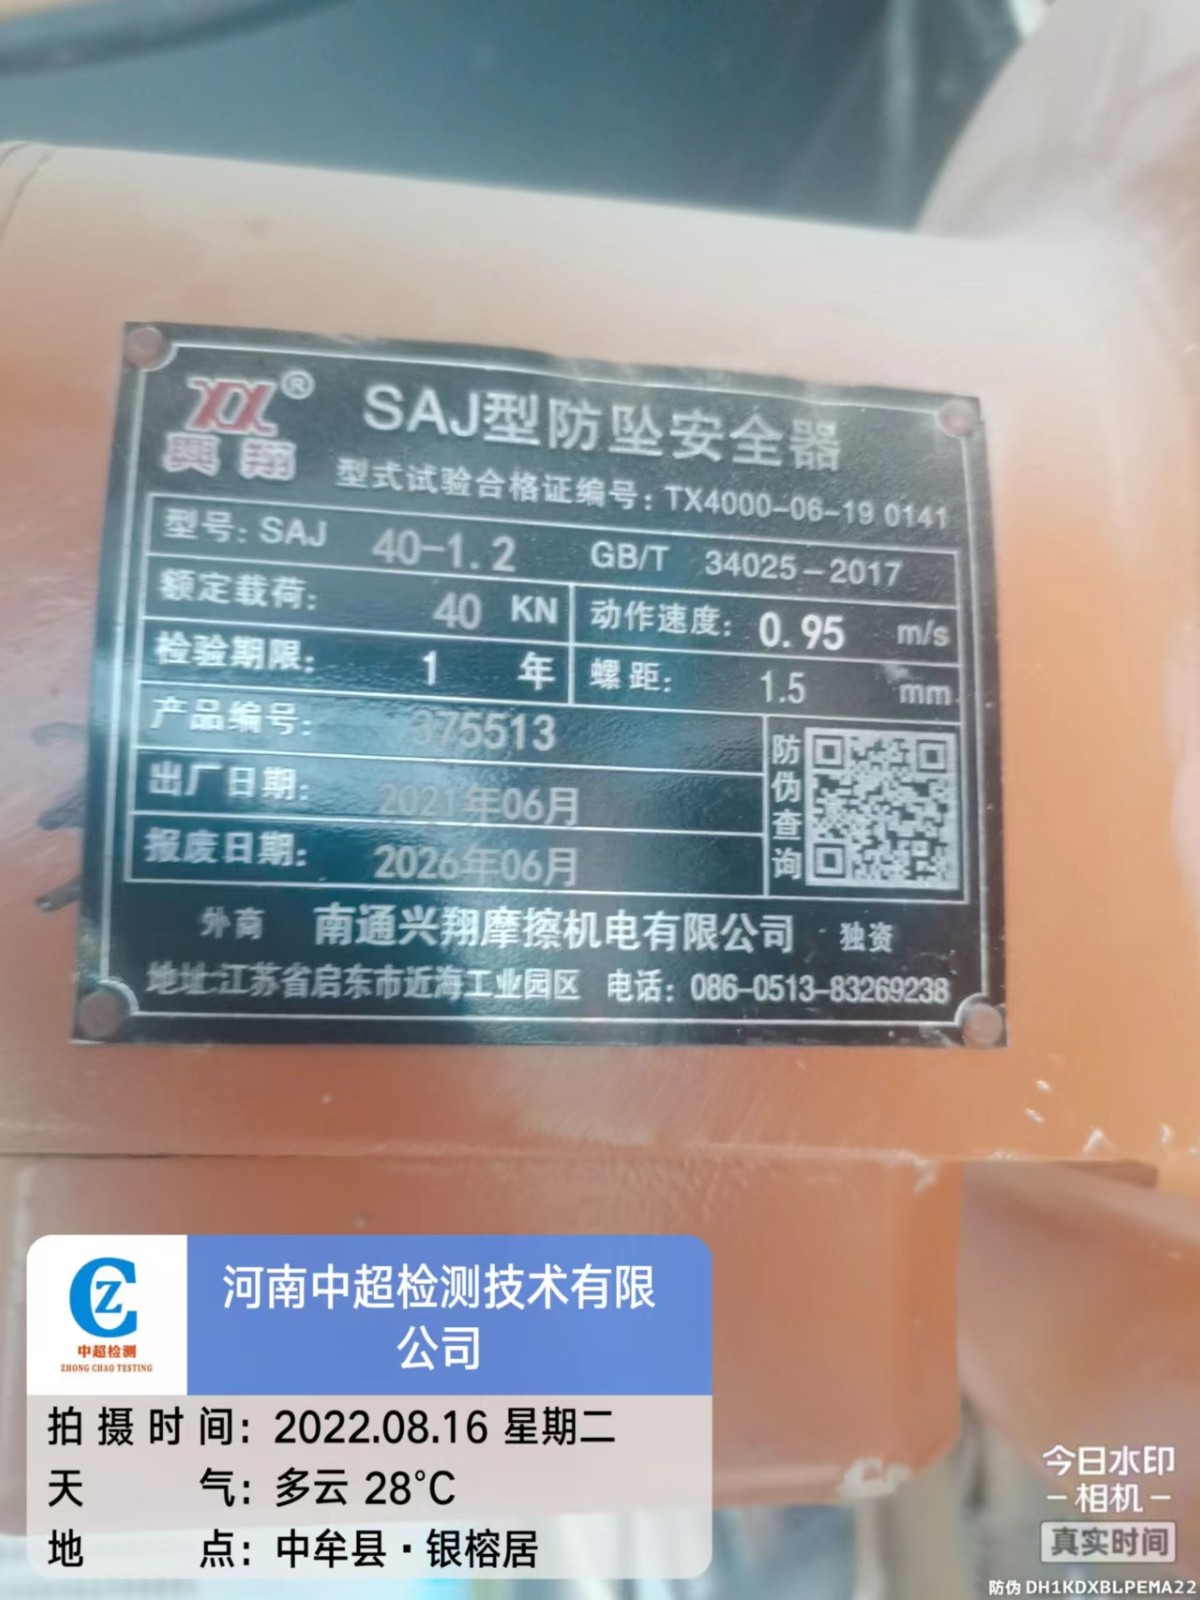 XX®
興翔
SAJ型防坠安全器
型式试验合格证编号：TX4000-06-19 0141
型号：SAJ 40-1.2 GB/T 34025-2017
额定载荷： 40 KN 动作速度： 0.95 m/s
检验期限： 1 年 螺距： 1.5 mm
产品编号： 375513
出厂日期： 2021年06月
报废日期： 2026年06月
防伪查询
外商 南通兴翔摩擦机电有限公司 独资
地址:江苏省启东市近海工业园区 电话：086-0513-83269238
CZ
中超检测
ZHONG CHAO TESTING
河南中超检测技术有限
公司
拍摄时间：2022.08.16 星期二
天气：多云 28°C
地点：中牟县·银榕居
今日水印
-相机-
真实时间
防伪 DH1KDXBLPEMA22